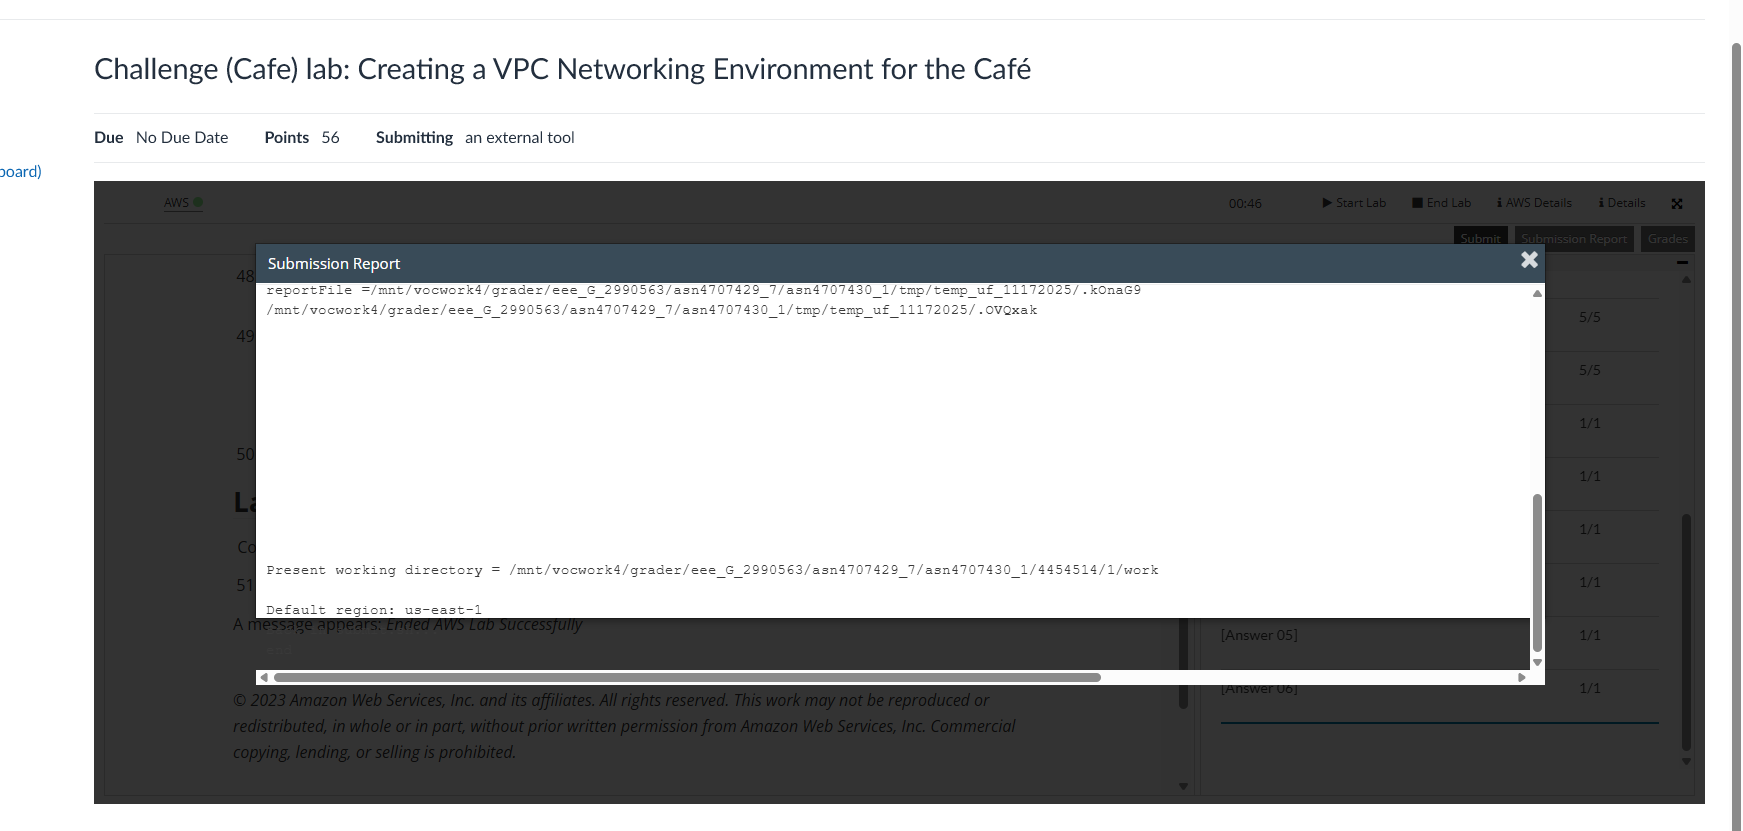 Challenge (Cafe) lab: Creating a VPC Networking Environment for the Café
Due No Due Date Points 56 Submitting an external tool
board)
AWS
00:46 Start Lab End Lab AWS Details Details
Submit Submission Report Grades
Submission Report
48
reportFile =/mnt/vocwork4/grader/eee_G_2990563/asn4707429_7/asn4707430_1/tmp/temp_uf_11172025/.kOnaG9
/mnt/vocwork4/grader/eee_G_2990563/asn4707429_7/asn4707430_1/tmp/temp_uf_11172025/.OVQxak
5/5
49
5/5
1/1
50
1/1
La
1/1
Co
Present working directory = /mnt/vocwork4/grader/eee_G_2990563/asn4707429_7/asn4707430_1/4454514/1/work
51
1/1
Default region: us-east-1
A message appears: Ended AWS Lab Successfully
[Answer 05] 1/1
[Answer 06] 1/1
© 2023 Amazon Web Services, Inc. and its affiliates. All rights reserved. This work may not be reproduced or
redistributed, in whole or in part, without prior written permission from Amazon Web Services, Inc. Commercial
copying, lending, or selling is prohibited.